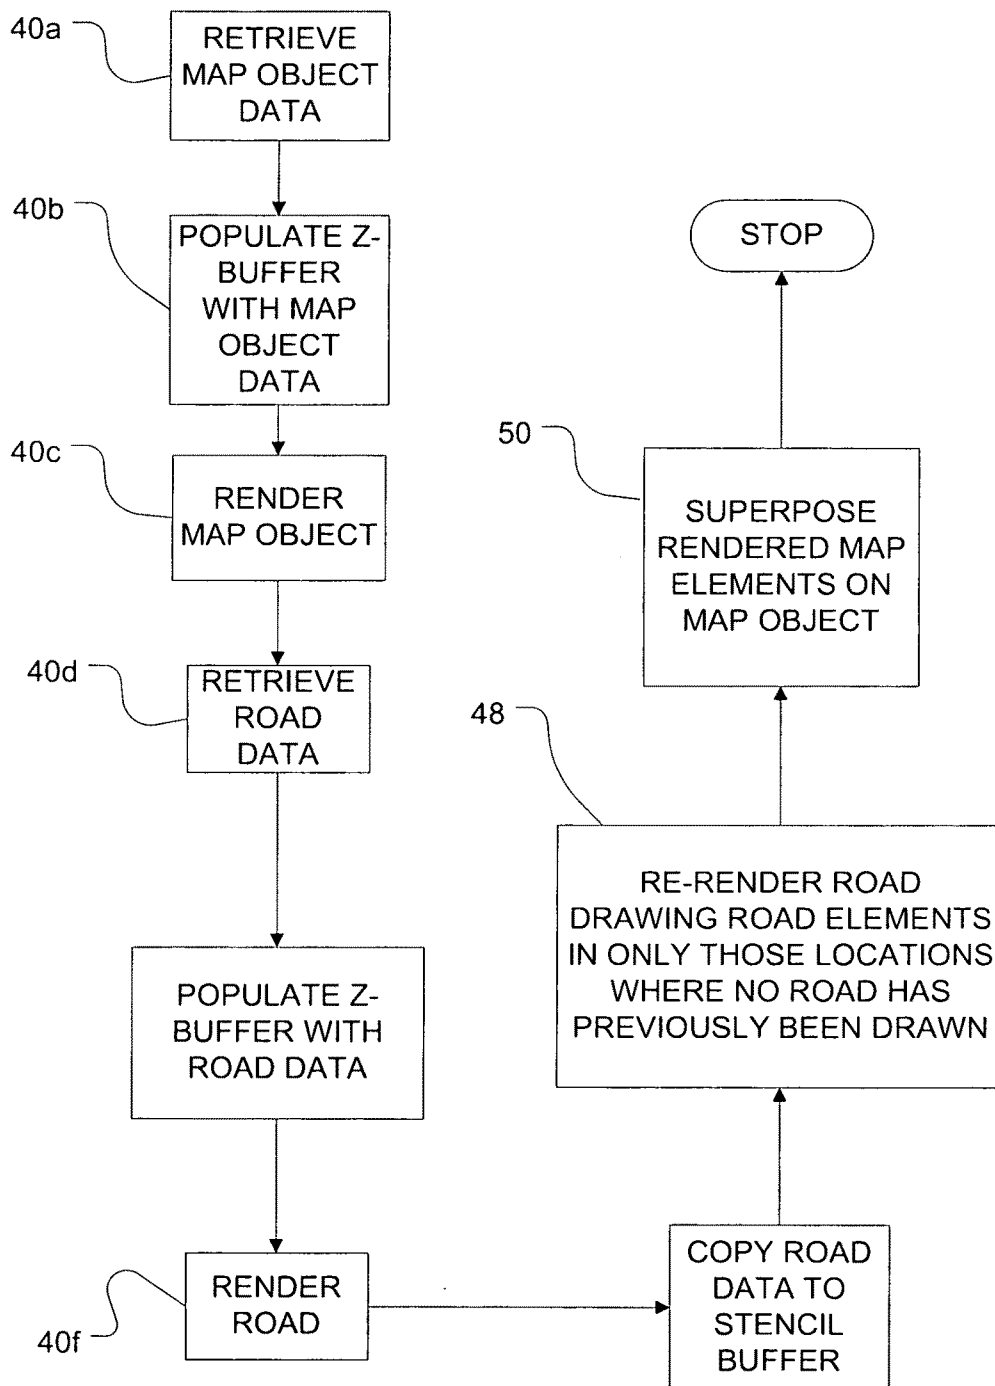 40a
RETRIEVE
MAP OBJECT
DATA
40b
POPULATE Z-
BUFFER
WITH MAP
OBJECT
DATA
40c
RENDER
MAP OBJECT
40d
RETRIEVE
ROAD
DATA
POPULATE Z-
BUFFER WITH
ROAD DATA
40f
RENDER
ROAD
COPY ROAD
DATA TO
STENCIL
BUFFER
48
RE-RENDER ROAD
DRAWING ROAD ELEMENTS
IN ONLY THOSE LOCATIONS
WHERE NO ROAD HAS
PREVIOUSLY BEEN DRAWN
50
SUPERPOSE
RENDERED MAP
ELEMENTS ON
MAP OBJECT
STOP